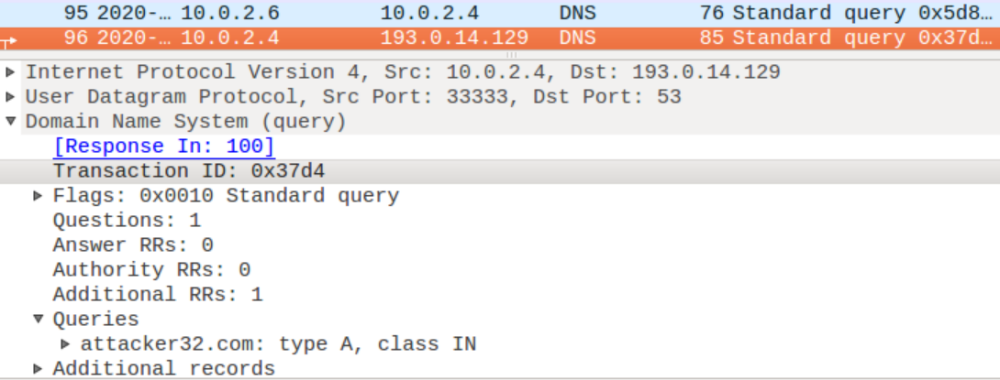 95 2020-… 10.0.2.6 10.0.2.4 DNS 76 Standard query 0x5d8…
96 2020-… 10.0.2.4 193.0.14.129 DNS 85 Standard query 0x37d…
Internet Protocol Version 4, Src: 10.0.2.4, Dst: 193.0.14.129
User Datagram Protocol, Src Port: 33333, Dst Port: 53
Domain Name System (query)
[Response In: 100]
Transaction ID: 0x37d4
Flags: 0x0010 Standard query
Questions: 1
Answer RRs: 0
Authority RRs: 0
Additional RRs: 1
Queries
attacker32.com: type A, class IN
Additional records